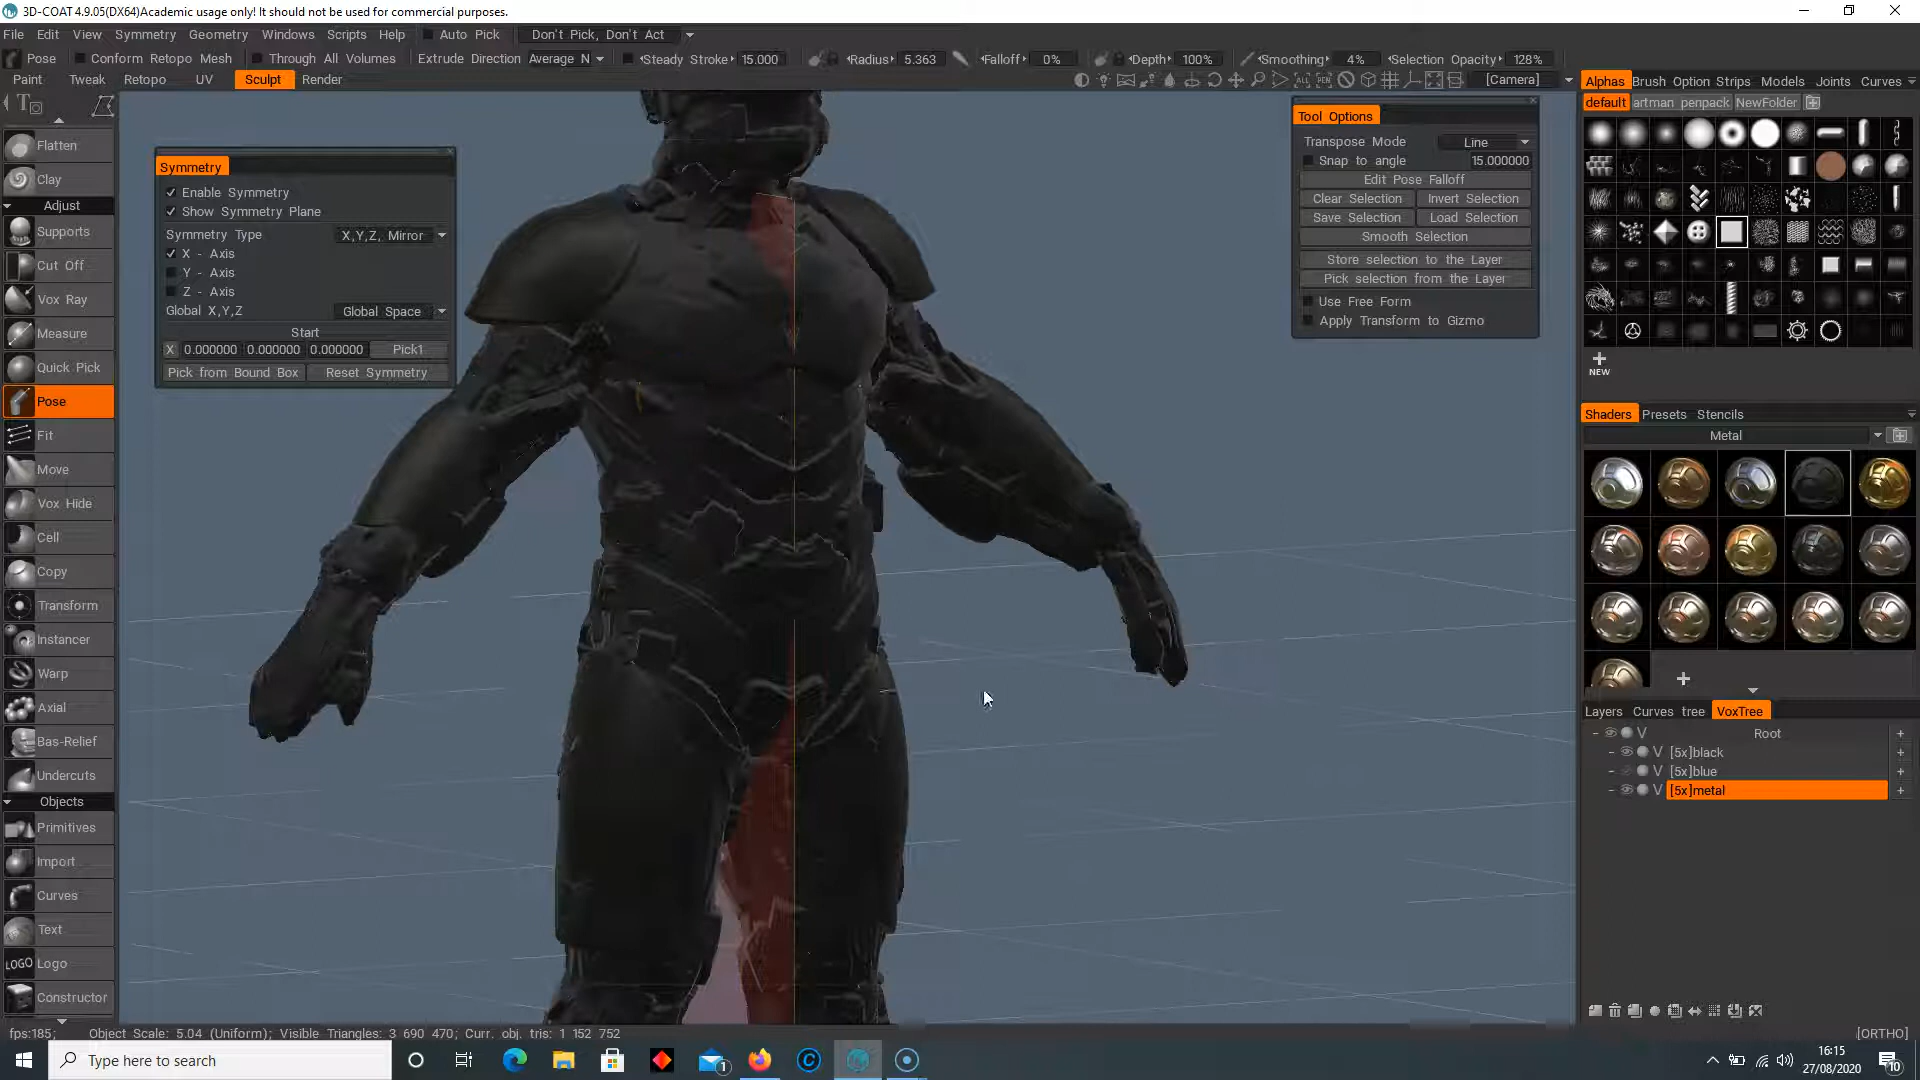 3D-COAT 4.9.05(DX64)Academic usage only! It should not be used for commercial purposes.
File Edit View Symmetry Geometry Windows Scripts Help Auto Pick Don't Pick, Don't Act
Pose Conform Retopo Mesh Through All Volumes Extrude Direction Average N Steady Stroke 15.000 Radius 5.363 Falloff 0% Depth 100% Smoothing 4% Selection Opacity 128%
Paint Tweak Retopo UV Sculpt Render [Camera]
Flatten
Clay
Adjust
Supports
Cut Off
Vox Ray
Measure
Quick Pick
Pose
Fit
Move
Vox Hide
Cell
Copy
Transform
Instancer
Warp
Axial
Bas-Relief
Undercuts
Objects
Primitives
Import
Curves
Text
LOGO Logo
Constructor
Symmetry
Enable Symmetry
Show Symmetry Plane
Symmetry Type X,Y,Z, Mirror
X - Axis
Y - Axis
Z - Axis
Global X,Y,Z Global Space
Start
X 0.000000 0.000000 0.000000 Pick1
Pick from Bound Box Reset Symmetry
Tool Options
Transpose Mode Line
Snap to angle 15.000000
Edit Pose Falloff
Clear Selection Invert Selection
Save Selection Load Selection
Smooth Selection
Store selection to the Layer
Pick selection from the Layer
Use Free Form
Apply Transform to Gizmo
Alphas Brush Option Strips Models Joints Curves
default artman penpack NewFolder
NEW
Shaders Presets Stencils
Metal
Layers Curves tree VoxTree
V Root
V [5x]black
V [5x]blue
V [5x]metal
fps:185; Object Scale: 5.04 (Uniform); Visible Triangles: 3 690 470; Curr. obj. tris: 1 152 752
[ORTHO]
Type here to search
1
16:15
27/08/2020
10